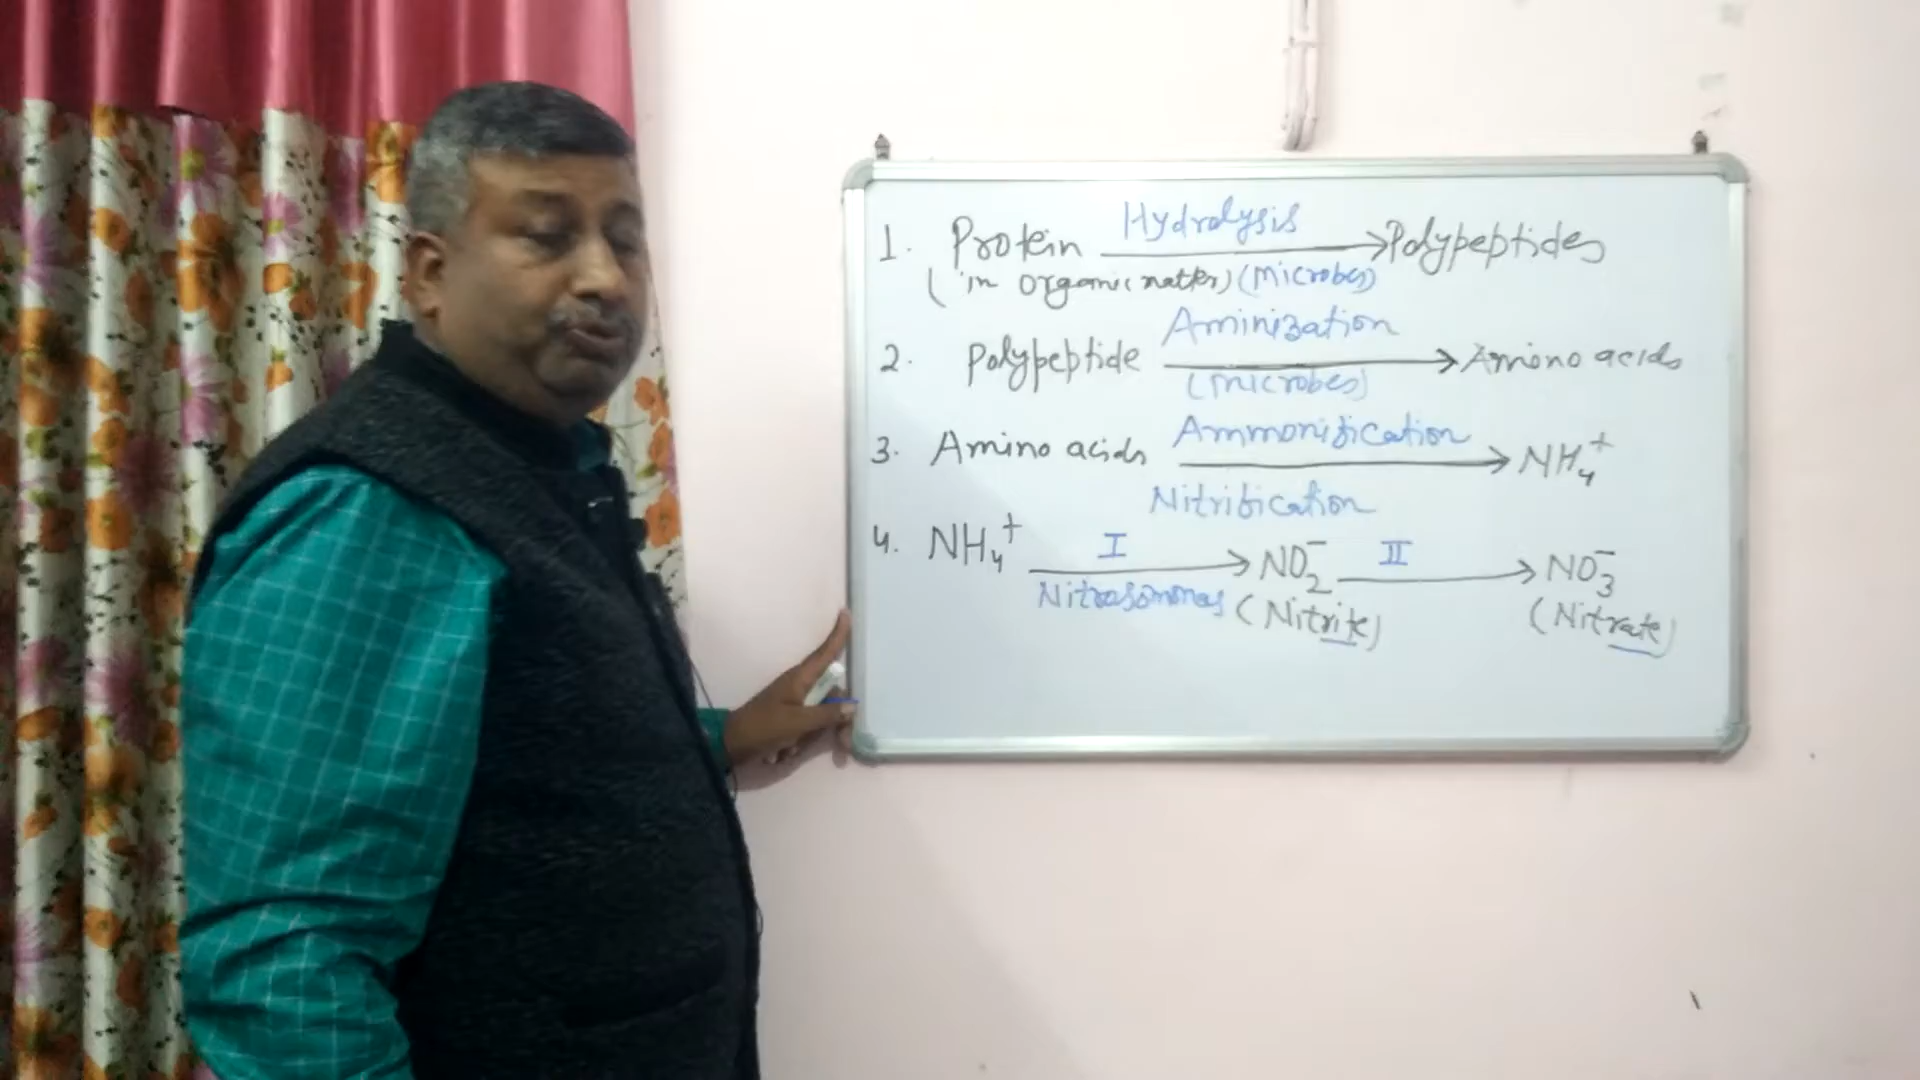 Hydrolysis
1. Protein → Polypeptides
(in organic matter) (Microbes)
Aminization
2. Polypeptide → Amino acids
(Microbes)
Ammonification
3. Amino acids → NH₄⁺
Nitrification
4. NH₄⁺ I → NO₂⁻ II → NO₃⁻
Nitrosomonas (Nitrite) (Nitrate)